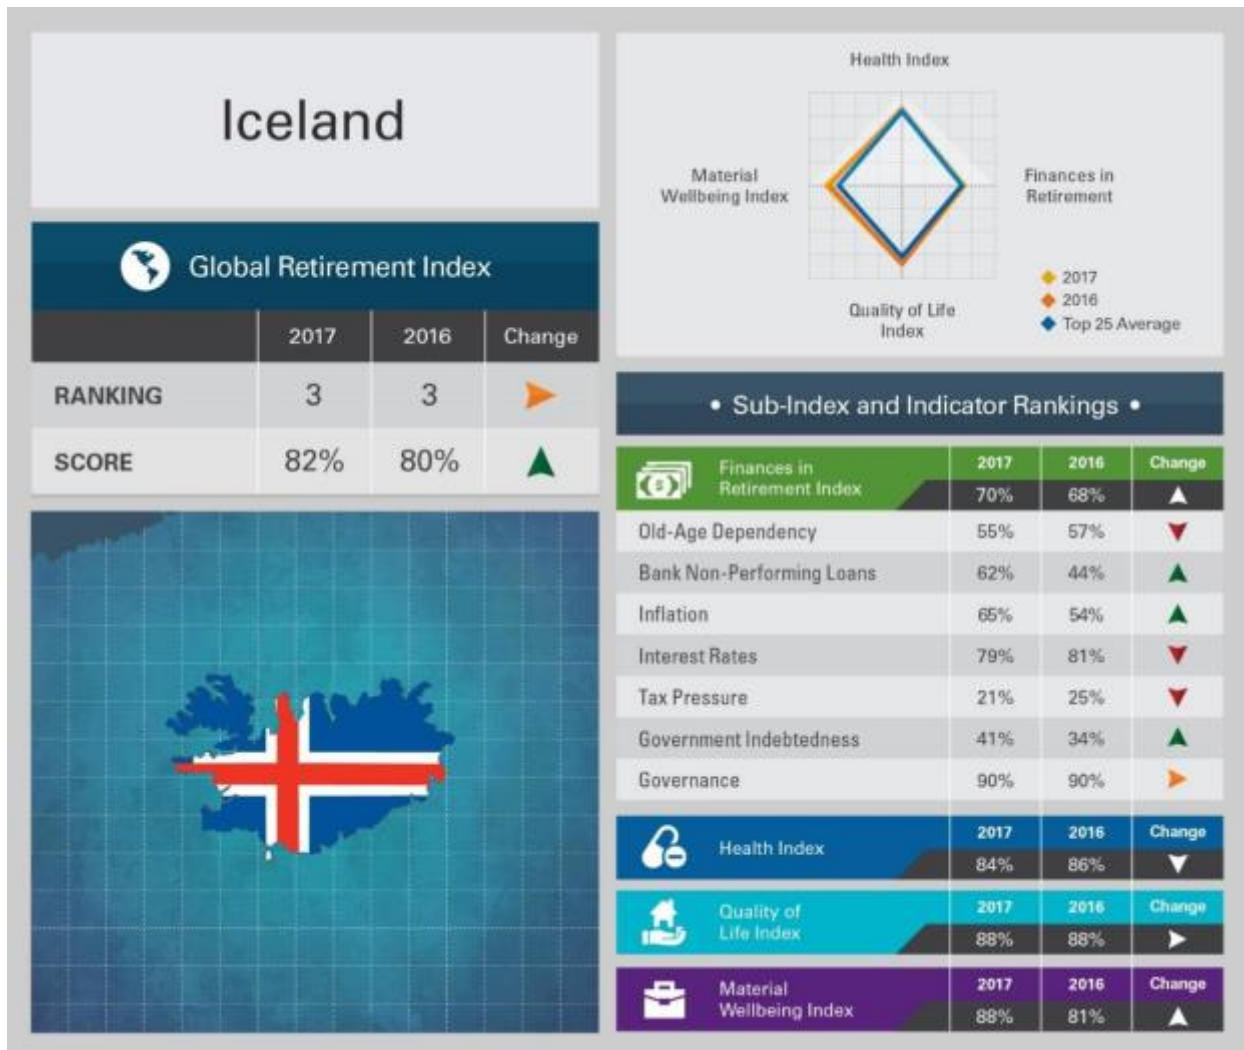 Iceland
Global Retirement Index
2017 2016 Change
RANKING 3 3
SCORE 82% 80%
Health Index
Material
Wellbeing Index
Finances in
Retirement
Quality of Life
Index
2017
2016
Top 25 Average
• Sub-Index and Indicator Rankings •
Finances in
Retirement Index
2017 2016 Change
70% 68%
Old-Age Dependency 55% 57%
Bank Non-Performing Loans 62% 44%
Inflation 65% 54%
Interest Rates 79% 81%
Tax Pressure 21% 25%
Government Indebtedness 41% 34%
Governance 90% 90%
Health Index
2017 2016 Change
84% 86%
Quality of
Life Index
2017 2016 Change
88% 88%
Material
Wellbeing Index
2017 2016 Change
88% 81%